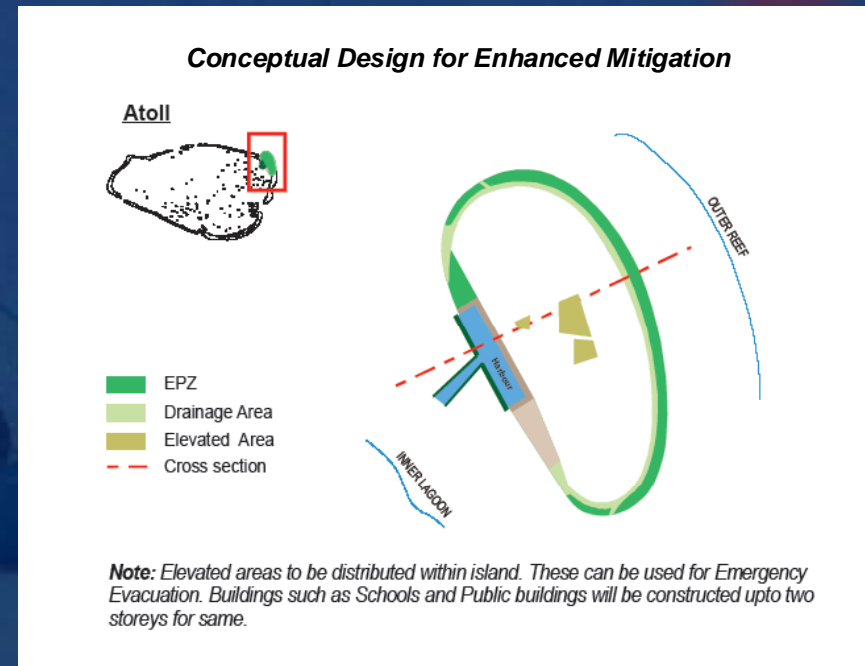 Conceptual Design for Enhanced Mitigation
Atoll
OUTER REEF
Harbour
EPZ
Drainage Area
Elevated Area
Cross section
INNER LAGOON
Note: Elevated areas to be distributed within island. These can be used for Emergency
Evacuation. Buildings such as Schools and Public buildings will be constructed upto two
storeys for same.